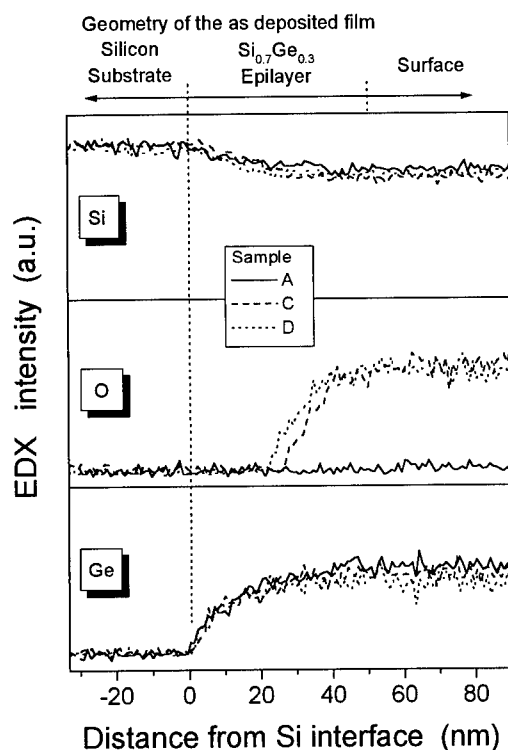 Geometry of the as deposited film
Silicon Substrate
Si0.7Ge0.3 Epilayer
Surface
EDX intensity (a.u.)
Si
Sample
A
C
D
O
Ge
-20 0 20 40 60 80
Distance from Si interface (nm)